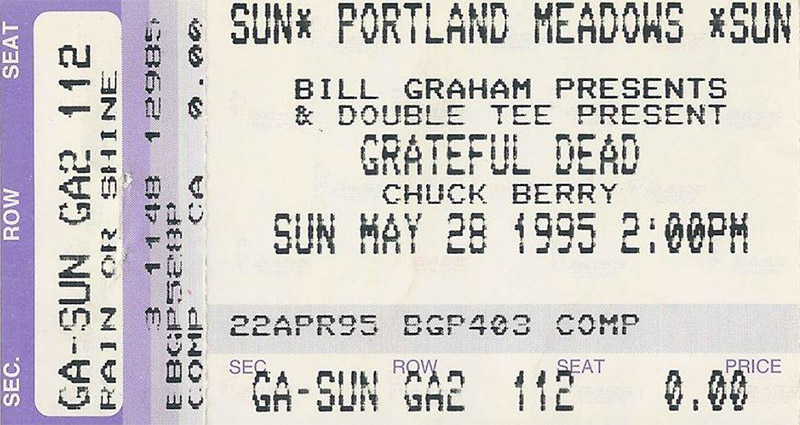 SEAT
ROW
SEC.
GA-SUN GA2 112
RAIN OR SHINE
3 1148 12985
EBGP528P
COMP CA 0.00
SUN* PORTLAND MEADOWS *SUN
BILL GRAHAM PRESENTS
& DOUBLE TEE PRESENT
GRATEFUL DEAD
CHUCK BERRY
SUN MAY 28 1995 2:00PM
22APR95 BGP403 COMP
SEC ROW SEAT PRICE
GA-SUN GA2 112 0.00